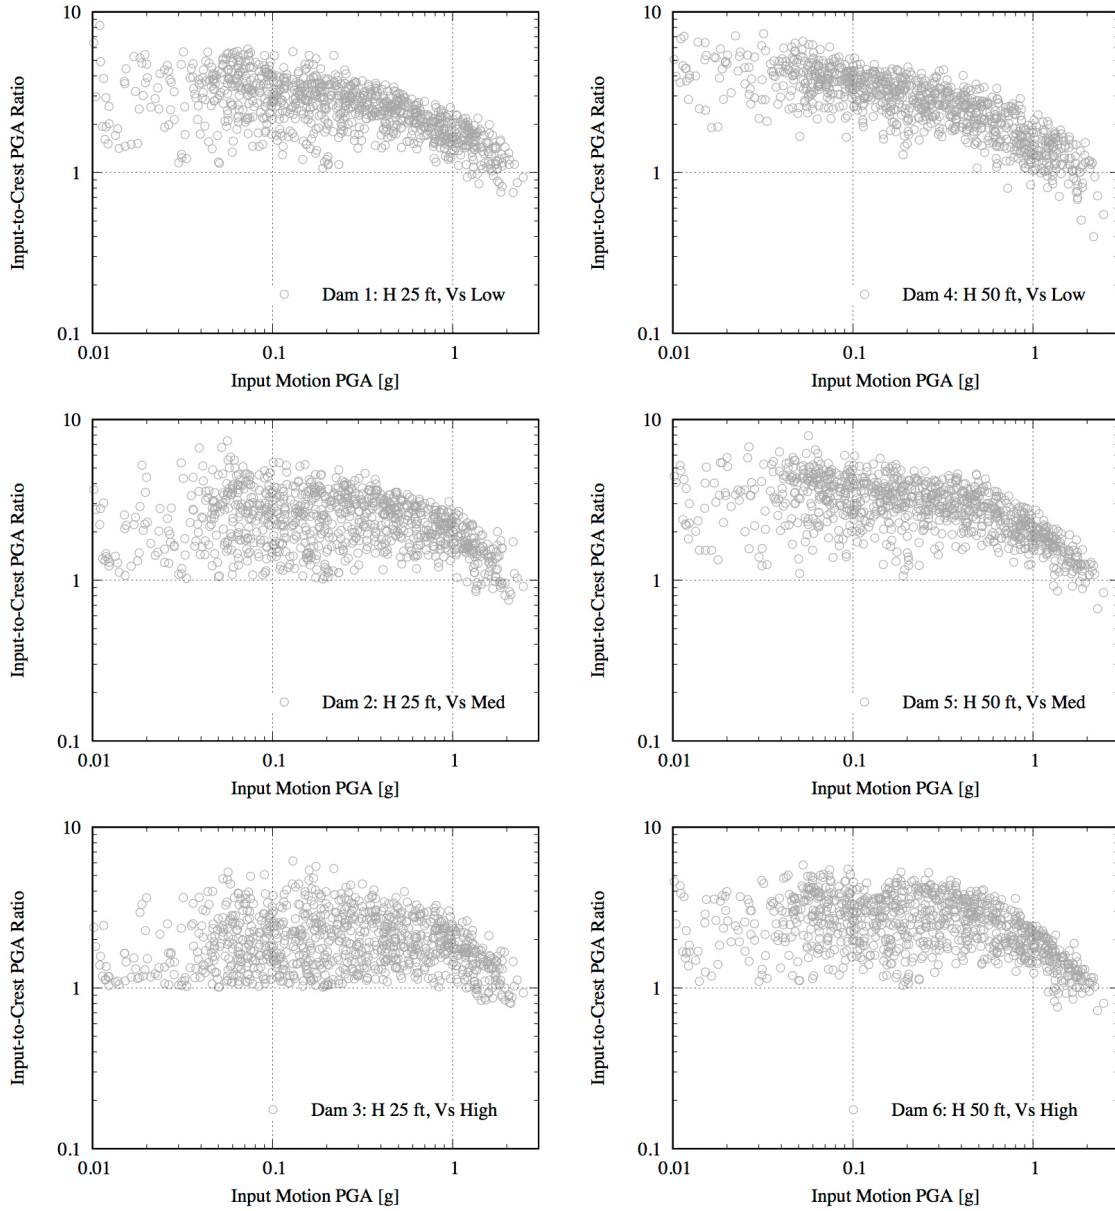 10
1
0.1
0.01
0.1
1
Input-to-Crest PGA Ratio
Input Motion PGA [g]
Dam 1: H 25 ft, Vs Low
10
1
0.1
0.01
0.1
1
Input-to-Crest PGA Ratio
Input Motion PGA [g]
Dam 4: H 50 ft, Vs Low
10
1
0.1
0.01
0.1
1
Input-to-Crest PGA Ratio
Input Motion PGA [g]
Dam 2: H 25 ft, Vs Med
10
1
0.1
0.01
0.1
1
Input-to-Crest PGA Ratio
Input Motion PGA [g]
Dam 5: H 50 ft, Vs Med
10
1
0.1
0.01
0.1
1
Input-to-Crest PGA Ratio
Input Motion PGA [g]
Dam 3: H 25 ft, Vs High
10
1
0.1
0.01
0.1
1
Input-to-Crest PGA Ratio
Input Motion PGA [g]
Dam 6: H 50 ft, Vs High